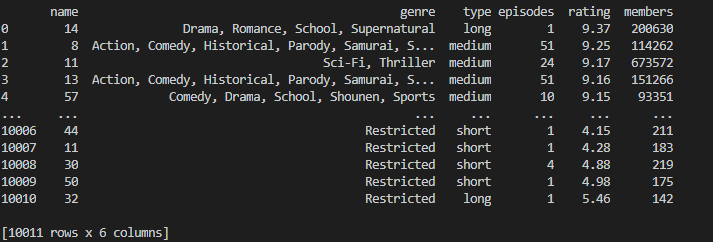 name genre type episodes rating members
0 14 Drama, Romance, School, Supernatural long 1 9.37 200630
1 8 Action, Comedy, Historical, Parody, Samurai, S... medium 51 9.25 114262
2 11 Sci-Fi, Thriller medium 24 9.17 673572
3 13 Action, Comedy, Historical, Parody, Samurai, S... medium 51 9.16 151266
4 57 Comedy, Drama, School, Shounen, Sports medium 10 9.15 93351
... ... ... ... ... ... ...
10006 44 Restricted short 1 4.15 211
10007 11 Restricted short 1 4.28 183
10008 30 Restricted short 4 4.88 219
10009 50 Restricted short 1 4.98 175
10010 32 Restricted long 1 5.46 142
[10011 rows x 6 columns]